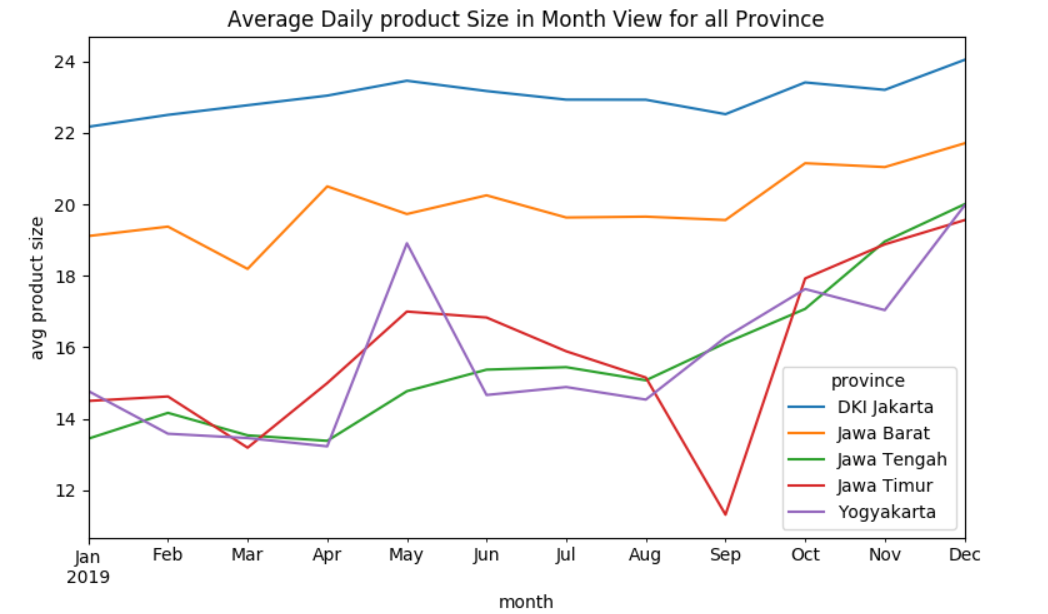 Average Daily product Size in Month View for all Province
avg product size
24
22
20
18
16
14
12
Jan Feb Mar Apr May Jun Jul Aug Sep Oct Nov Dec
2019
month
province
DKI Jakarta
Jawa Barat
Jawa Tengah
Jawa Timur
Yogyakarta